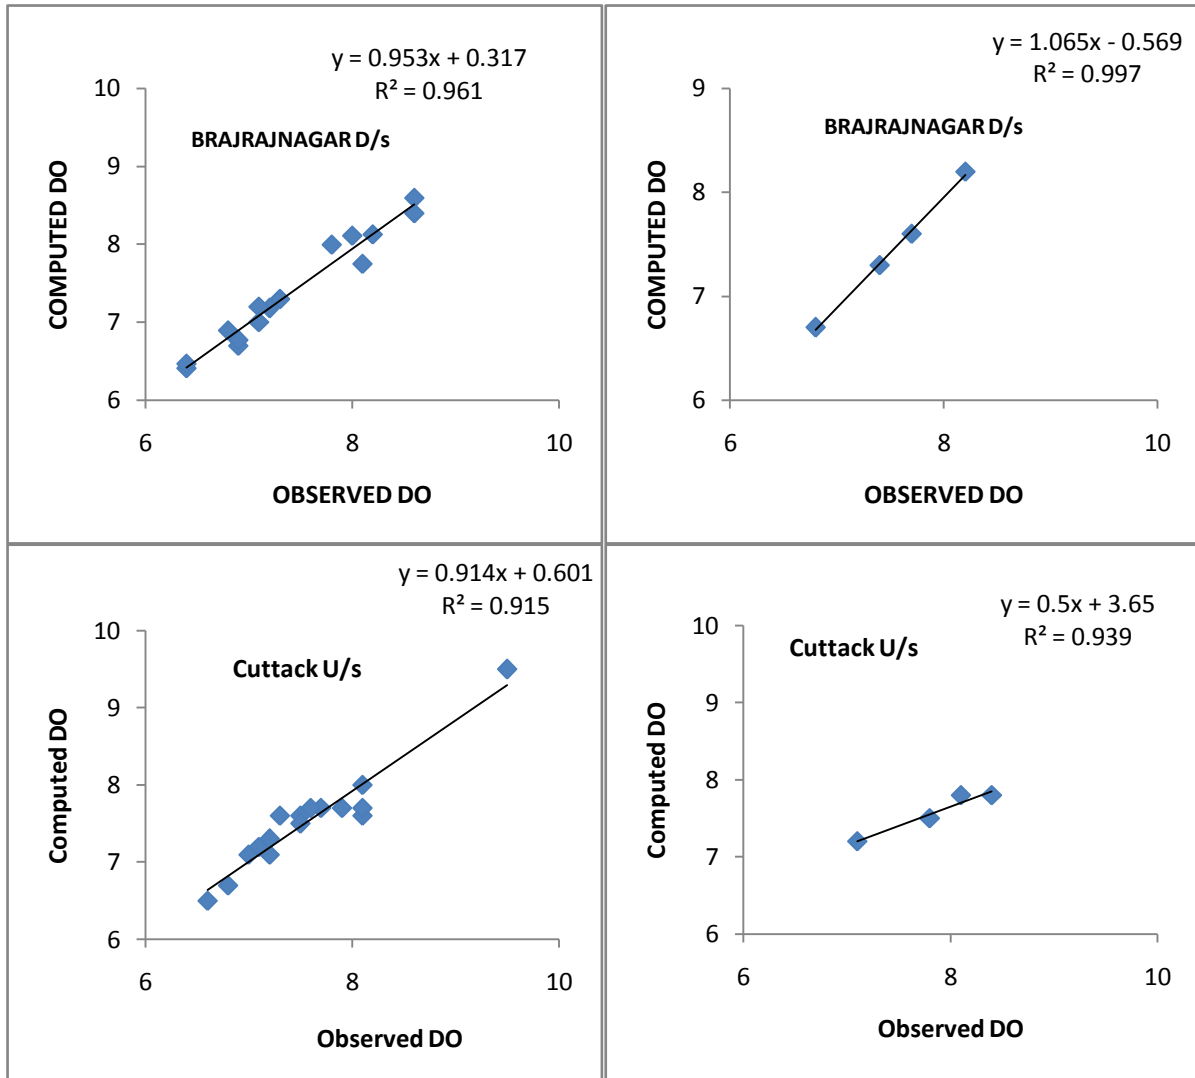 y = 0.953x + 0.317
R² = 0.961
BRAJRAJNAGAR D/s
COMPUTED DO
10
9
8
7
6
6 8 10
OBSERVED DO
y = 1.065x - 0.569
R² = 0.997
BRAJRAJNAGAR D/s
COMPUTED DO
9
8
7
6
6 8 10
OBSERVED DO
y = 0.914x + 0.601
R² = 0.915
Cuttack U/s
Computed DO
10
9
8
7
6
6 8 10
Observed DO
y = 0.5x + 3.65
R² = 0.939
Cuttack U/s
Computed DO
10
9
8
7
6
6 8 10
Observed DO